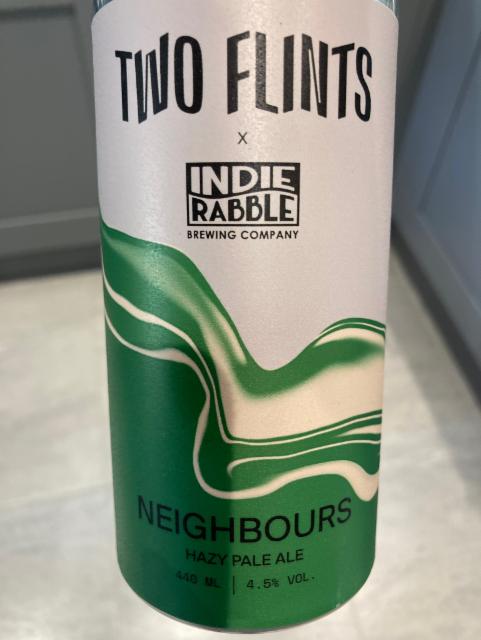 TWO FLINTS
X
INDIE
RABBLE
BREWING COMPANY
NEIGHBOURS
HAZY PALE ALE
440 ML | 4.5% VOL.